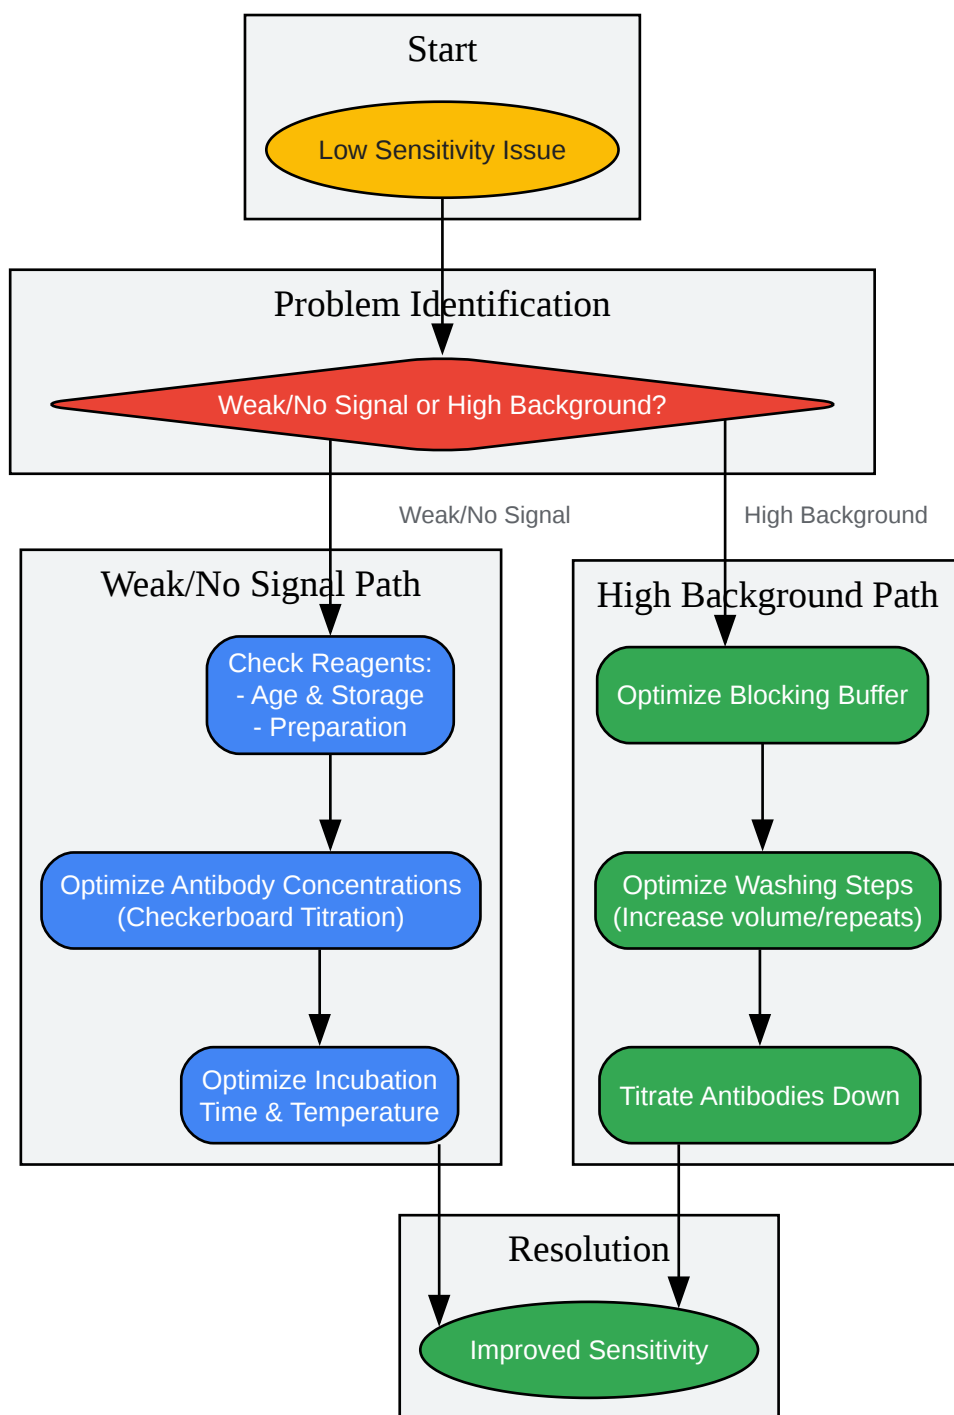 Start
Low Sensitivity Issue
Problem Identification
Weak/No Signal or High Background?
Weak/No Signal
High Background
Weak/No Signal Path
Check Reagents:
- Age & Storage
- Preparation
Optimize Antibody Concentrations
(Checkerboard Titration)
Optimize Incubation
Time & Temperature
High Background Path
Optimize Blocking Buffer
Optimize Washing Steps
(Increase volume/repeats)
Titrate Antibodies Down
Resolution
Improved Sensitivity